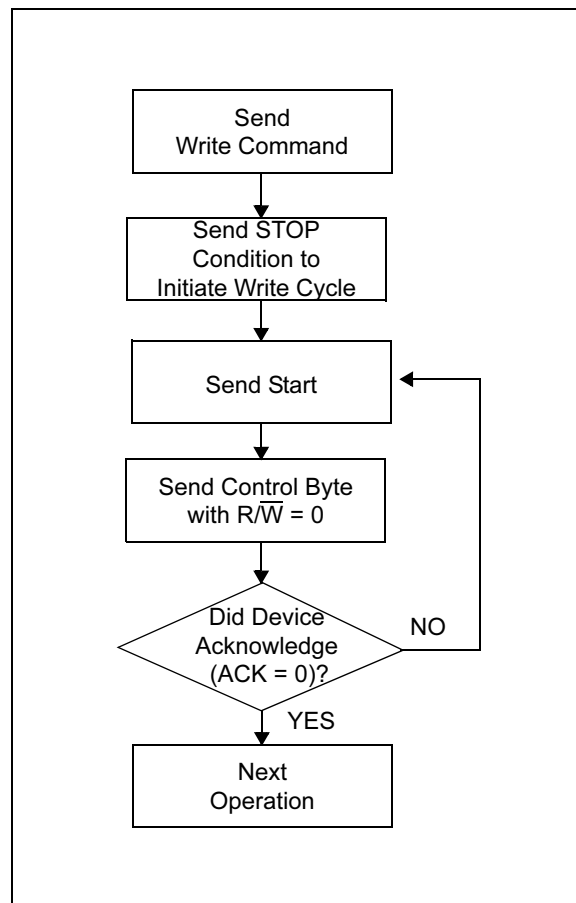 Send
Write Command
Send STOP
Condition to
Initiate Write Cycle
Send Start
Send Control Byte
with R/W̅ = 0
Did Device
Acknowledge
(ACK = 0)?
NO
YES
Next
Operation